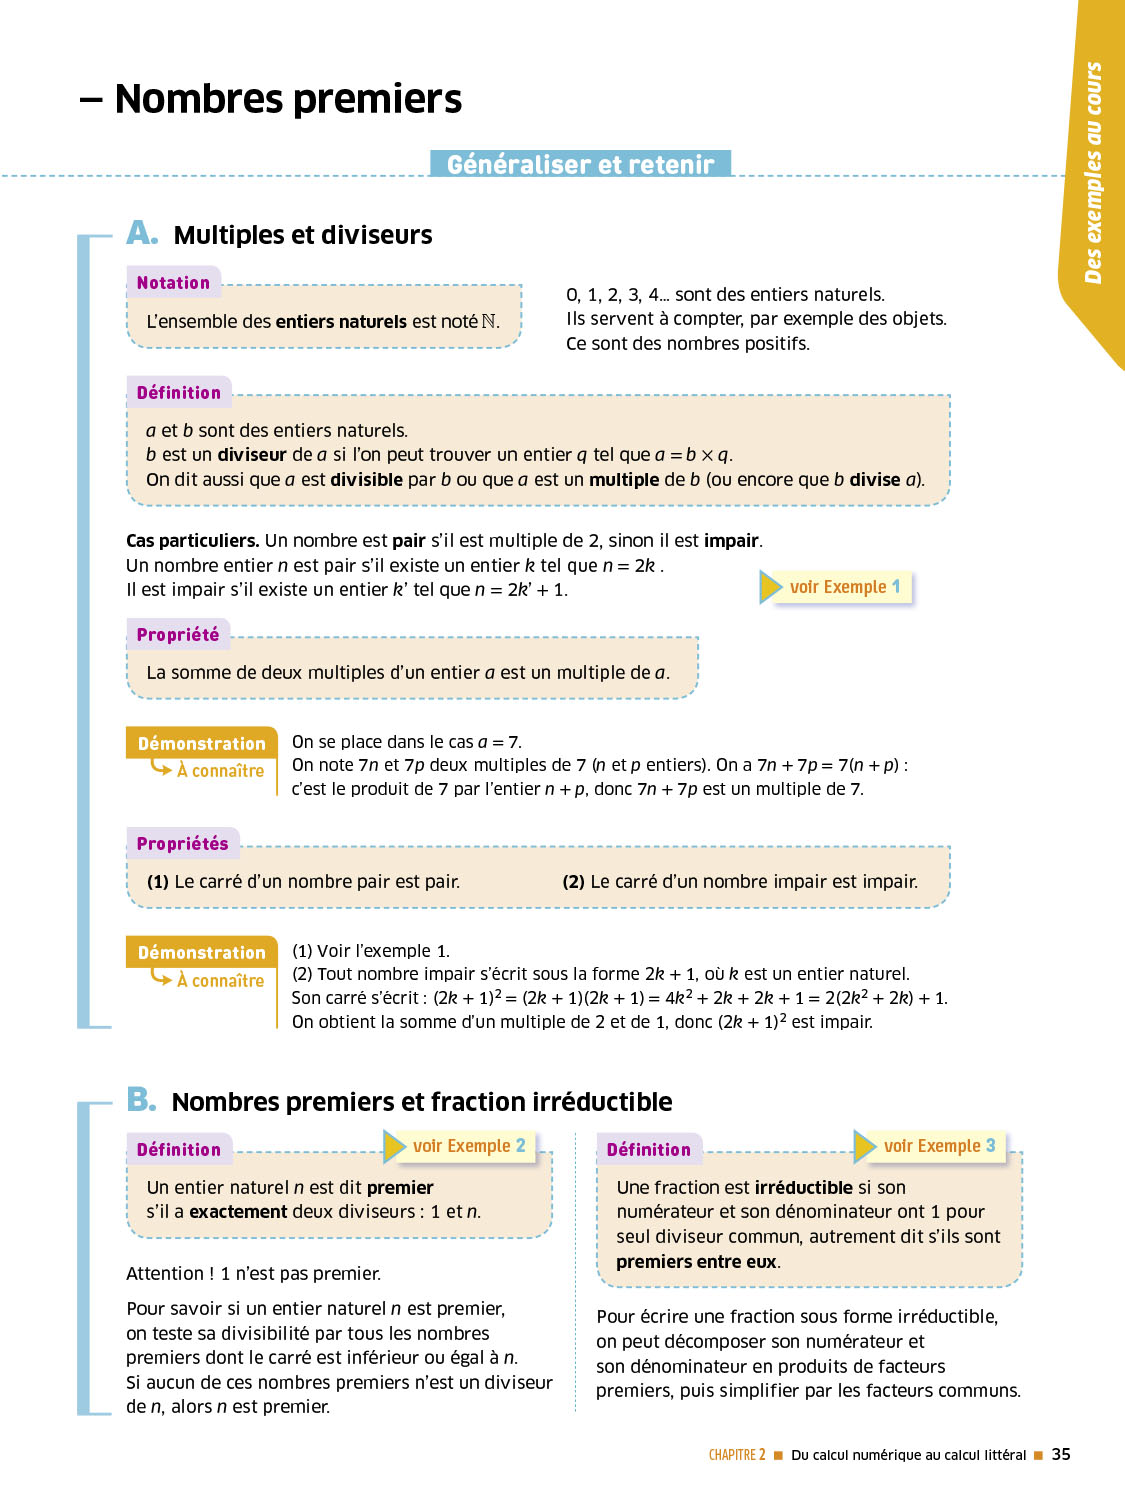 – Nombres premiers
Des exemples au cours
Généraliser et retenir
A. Multiples et diviseurs
Notation
L’ensemble des entiers naturels est noté ℕ.
0, 1, 2, 3, 4... sont des entiers naturels.
Ils servent à compter, par exemple des objets.
Ce sont des nombres positifs.
Définition
a et b sont des entiers naturels.
b est un diviseur de a si l’on peut trouver un entier q tel que a = b × q.
On dit aussi que a est divisible par b ou que a est un multiple de b (ou encore que b divise a).
Cas particuliers. Un nombre est pair s’il est multiple de 2, sinon il est impair.
Un nombre entier n est pair s’il existe un entier k tel que n = 2k .
Il est impair s’il existe un entier k’ tel que n = 2k’ + 1.
voir Exemple 1
Propriété
La somme de deux multiples d’un entier a est un multiple de a.
Démonstration
À connaître
On se place dans le cas a = 7.
On note 7n et 7p deux multiples de 7 (n et p entiers). On a 7n + 7p = 7(n + p) :
c’est le produit de 7 par l’entier n + p, donc 7n + 7p est un multiple de 7.
Propriétés
(1) Le carré d’un nombre pair est pair. (2) Le carré d’un nombre impair est impair.
Démonstration
À connaître
(1) Voir l’exemple 1.
(2) Tout nombre impair s’écrit sous la forme 2k + 1, où k est un entier naturel.
Son carré s’écrit : (2k + 1)² = (2k + 1)(2k + 1) = 4k² + 2k + 2k + 1 = 2(2k² + 2k) + 1.
On obtient la somme d’un multiple de 2 et de 1, donc (2k + 1)² est impair.
B. Nombres premiers et fraction irréductible
Définition
voir Exemple 2
Un entier naturel n est dit premier
s’il a exactement deux diviseurs : 1 et n.
Attention ! 1 n’est pas premier.
Pour savoir si un entier naturel n est premier,
on teste sa divisibilité par tous les nombres
premiers dont le carré est inférieur ou égal à n.
Si aucun de ces nombres premiers n’est un diviseur
de n, alors n est premier.
Définition
voir Exemple 3
Une fraction est irréductible si son
numérateur et son dénominateur ont 1 pour
seul diviseur commun, autrement dit s’ils sont
premiers entre eux.
Pour écrire une fraction sous forme irréductible,
on peut décomposer son numérateur et
son dénominateur en produits de facteurs
premiers, puis simplifier par les facteurs communs.
CHAPITRE 2 ■ Du calcul numérique au calcul littéral ■ 35